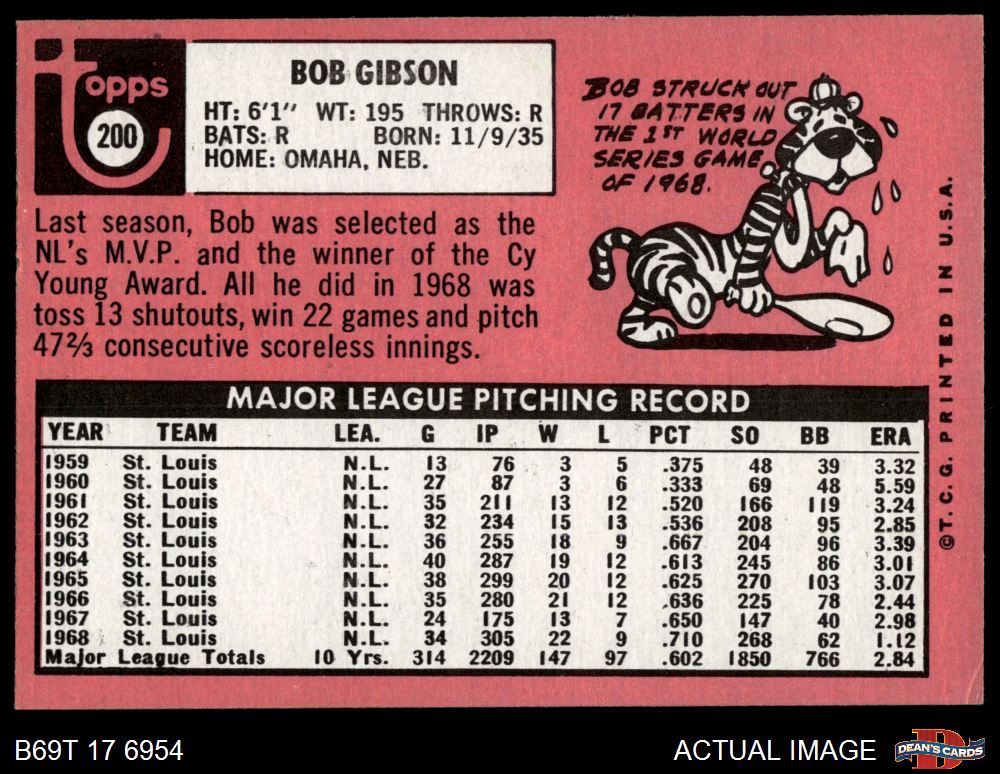 Topps
200
BOB GIBSON
HT: 6'1" WT: 195 THROWS: R
BATS: R BORN: 11/9/35
HOME: OMAHA, NEB.
BOB STRUCK OUT
17 BATTERS IN
THE 1ST WORLD
SERIES GAME
OF 1968.
Last season, Bob was selected as the
NL's M.V.P. and the winner of the Cy
Young Award. All he did in 1968 was
toss 13 shutouts, win 22 games and pitch
47⅔ consecutive scoreless innings.
MAJOR LEAGUE PITCHING RECORD
YEAR TEAM LEA. G IP W L PCT SO BB ERA
1959 St. Louis N.L. 13 76 3 5 .375 48 39 3.32
1960 St. Louis N.L. 27 87 3 6 .333 69 48 5.59
1961 St. Louis N.L. 35 211 13 12 .520 166 119 3.24
1962 St. Louis N.L. 32 234 15 13 .536 208 95 2.85
1963 St. Louis N.L. 36 255 18 9 .667 204 96 3.39
1964 St. Louis N.L. 40 287 19 12 .613 245 86 3.01
1965 St. Louis N.L. 38 299 20 12 .625 270 103 3.07
1966 St. Louis N.L. 35 280 21 12 .636 225 78 2.44
1967 St. Louis N.L. 24 175 13 7 .650 147 40 2.98
1968 St. Louis N.L. 34 305 22 9 .710 268 62 1.12
Major League Totals 10 Yrs. 314 2209 147 97 .602 1850 766 2.84
©T. C. G. PRINTED IN U.S.A.
B69T 17 6954
ACTUAL IMAGE
D
DEAN'S CARDS